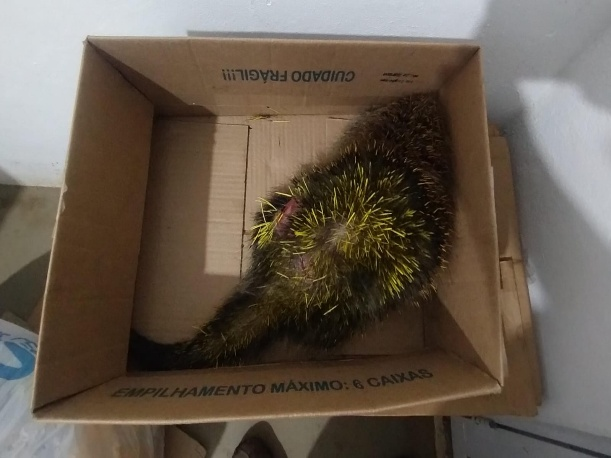 CUIDADO FRÁGIL!!!
EMPILHAMENTO MÁXIMO: 6 CAIXAS